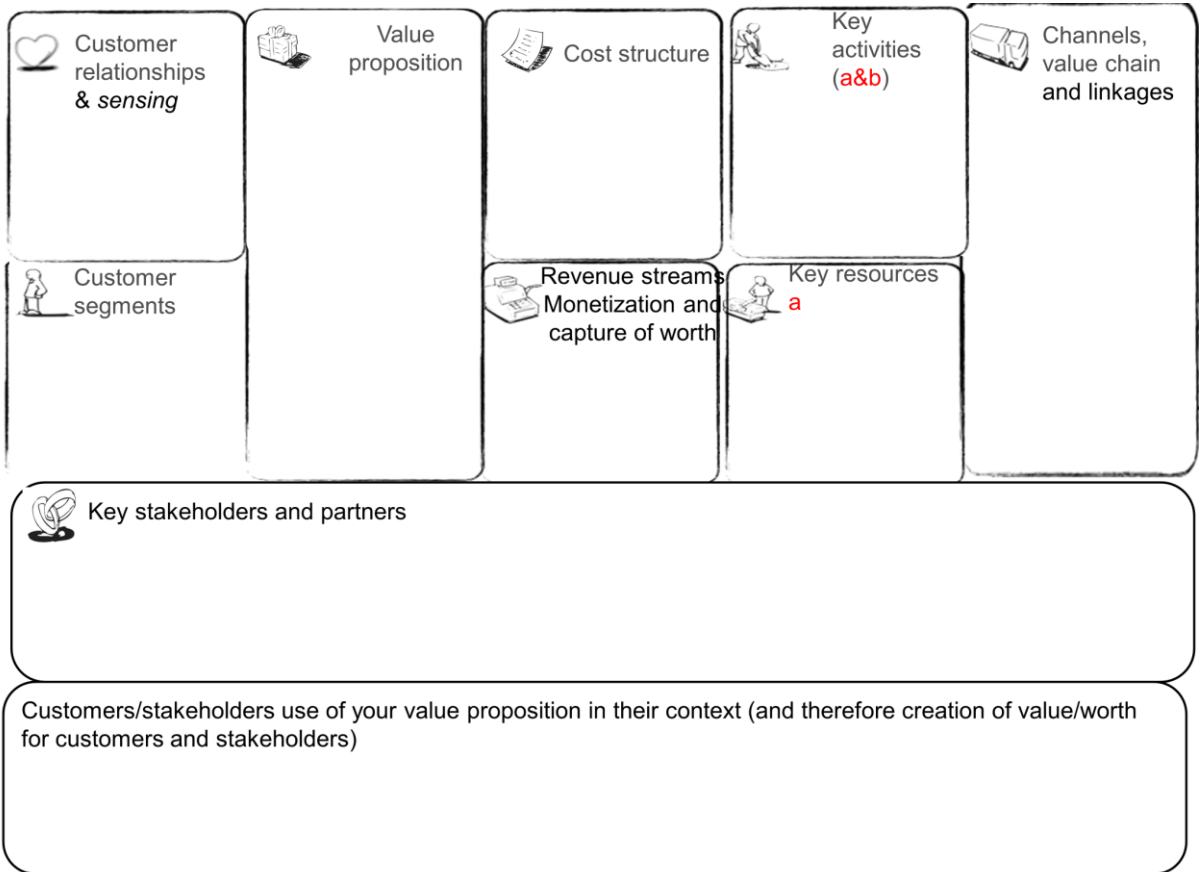 Customer
relationships
& sensing
Value
proposition
Cost structure
Key
activities
(a&b)
Channels,
value chain
and linkages
Customer
segments
Revenue streams
Monetization and
capture of worth
Key resources
a
Key stakeholders and partners
Customers/stakeholders use of your value proposition in their context (and therefore creation of value/worth
for customers and stakeholders)